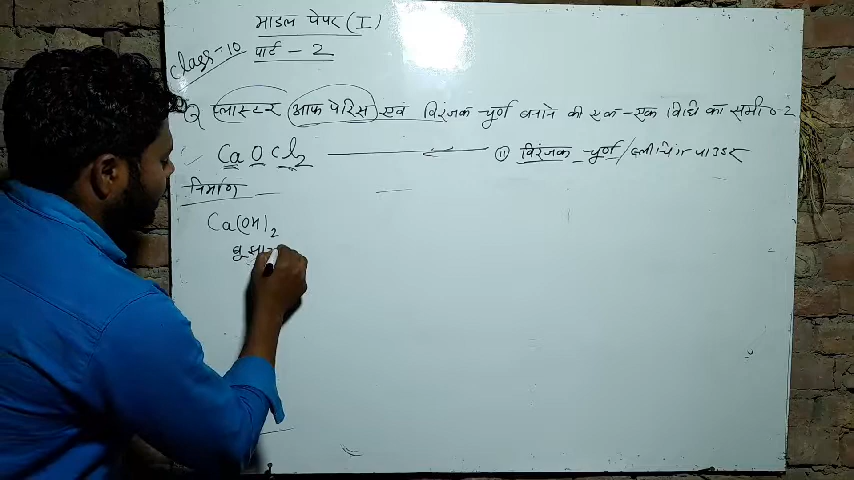 माडल पेपर (I)
Class-10
पार्ट - 2
Q प्लास्टर (आफ पेरिस) एवं विरंजक चूर्ण बनाने की एक-एक विधि का समी० 2
CaOCl₂ (ii) विरंजक चूर्ण/ब्लीचिंग पाउडर
निर्माण
Ca(OH)₂